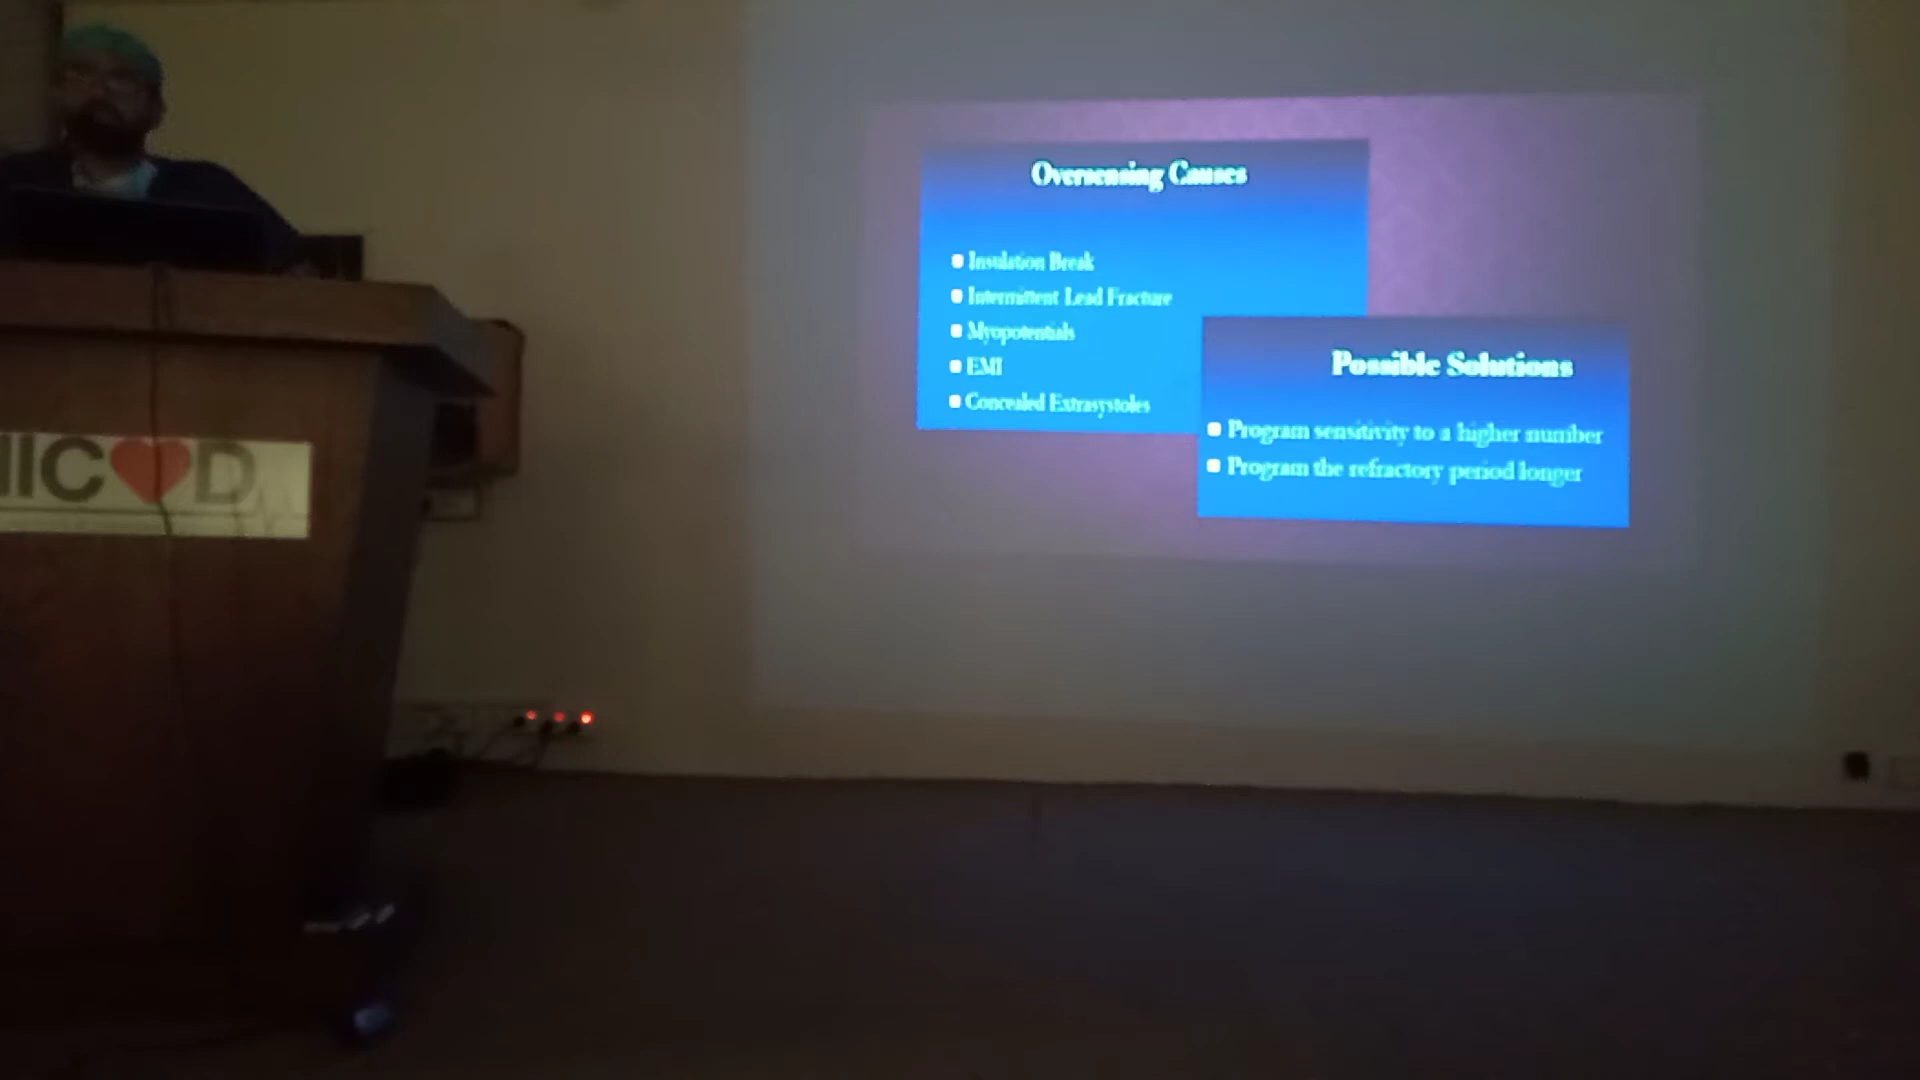 Oversensing Causes
Insulation Break
Intermittent Lead Fracture
Myopotentials
EMI
Concealed Extrasystoles
Possible Solutions
Program sensitivity to a higher number
Program the refractory period longer
IC D